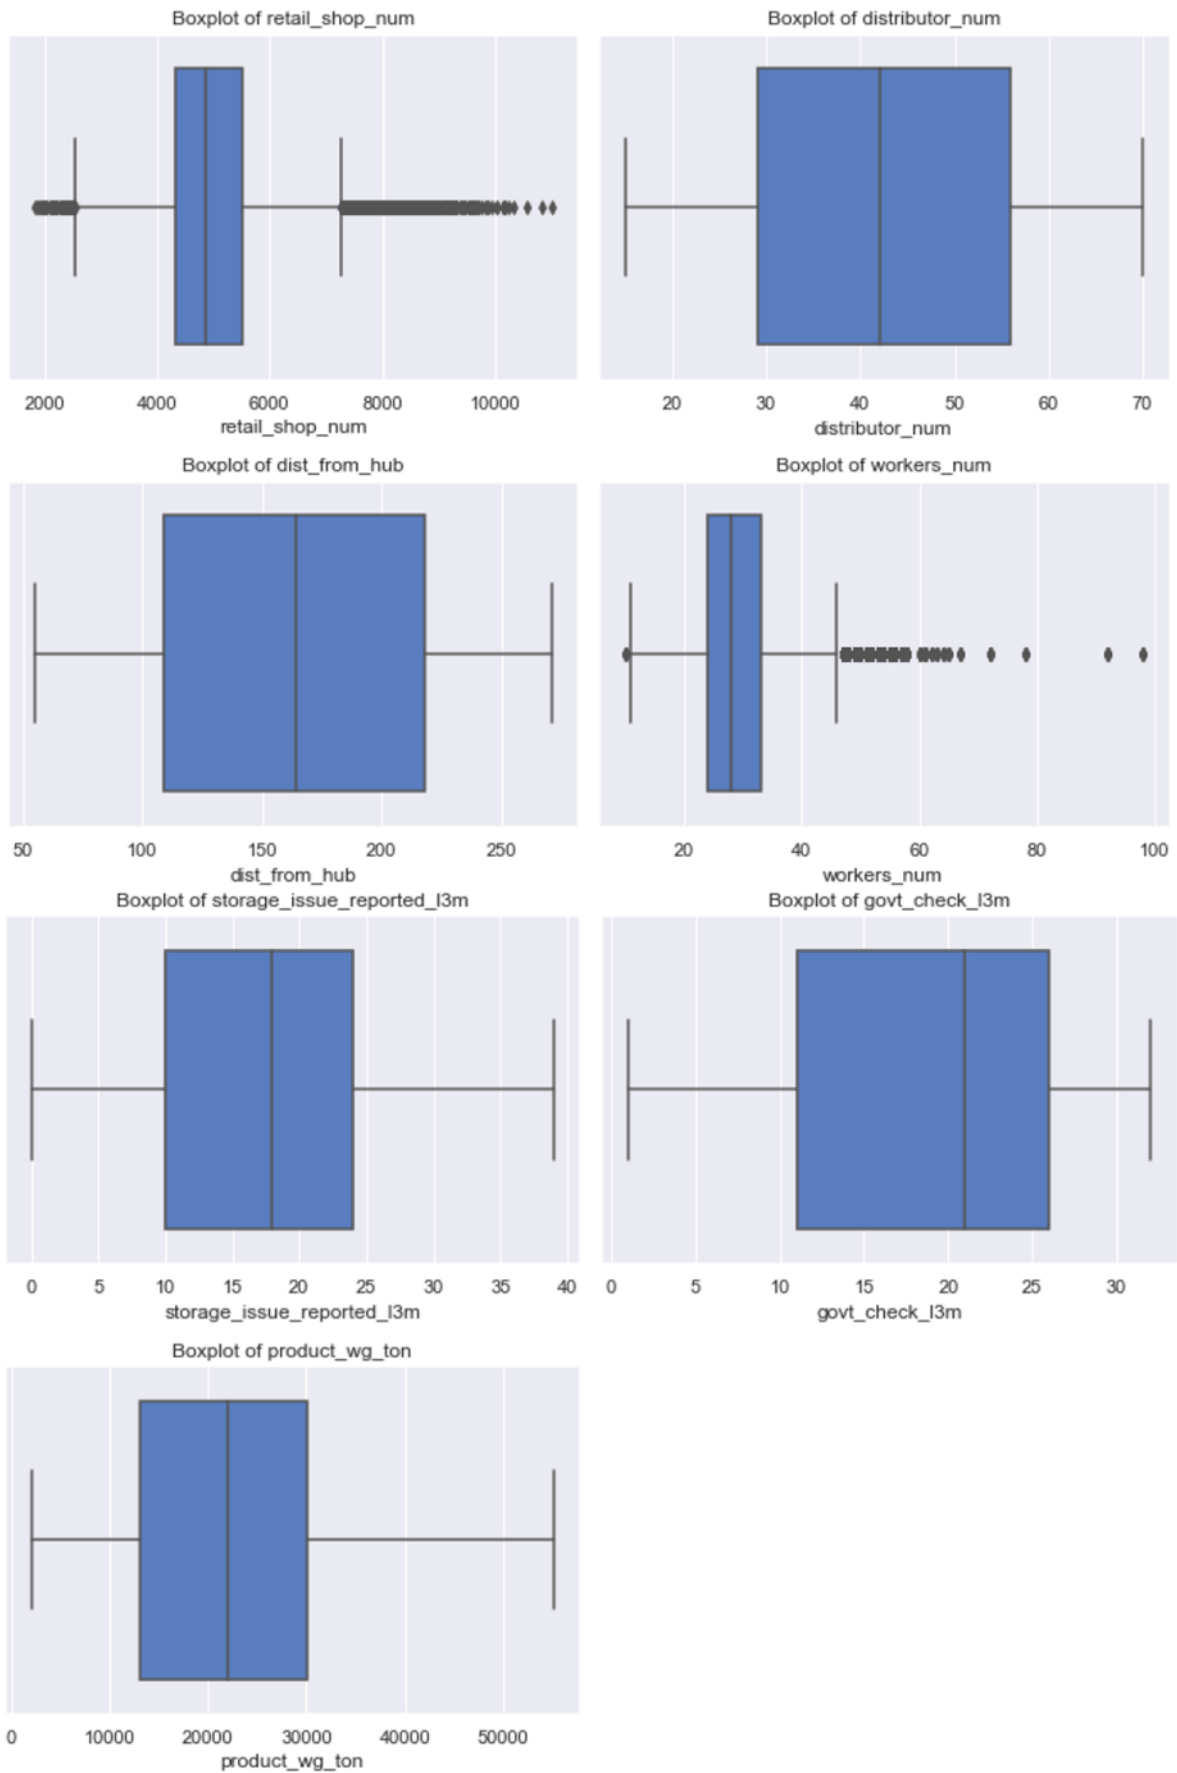 Boxplot of retail_shop_num
2000 4000 6000 8000 10000
retail_shop_num
Boxplot of distributor_num
20 30 40 50 60 70
distributor_num
Boxplot of dist_from_hub
50 100 150 200 250
dist_from_hub
Boxplot of workers_num
20 40 60 80 100
workers_num
Boxplot of storage_issue_reported_l3m
0 5 10 15 20 25 30 35 40
storage_issue_reported_l3m
Boxplot of govt_check_l3m
0 5 10 15 20 25 30
govt_check_l3m
Boxplot of product_wg_ton
0 10000 20000 30000 40000 50000
product_wg_ton